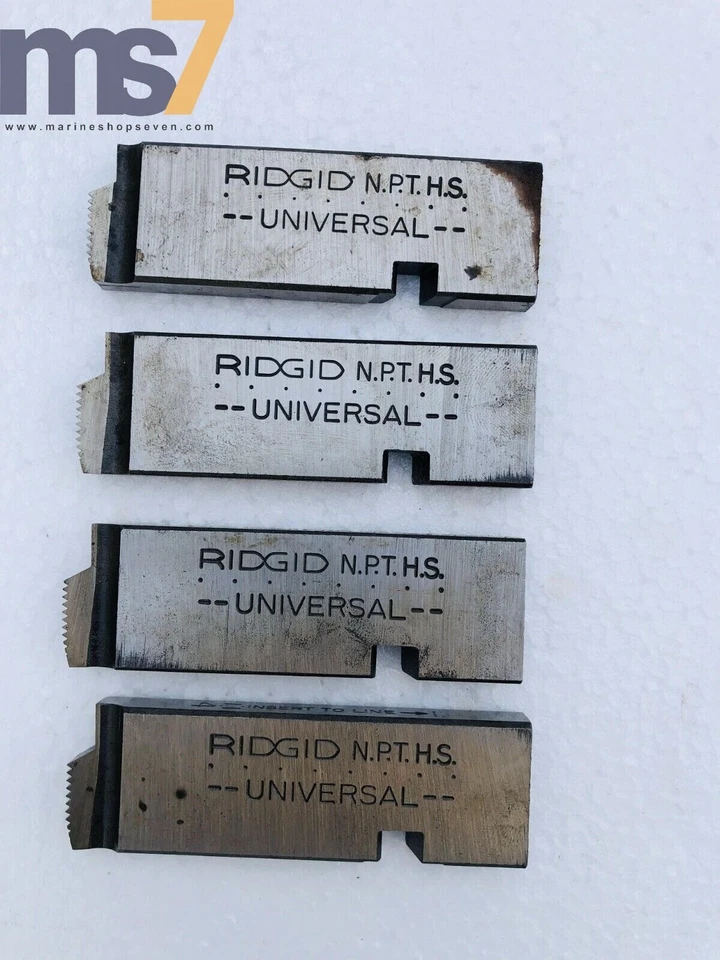 ms7
www.marineshopseven.com
RIDGID N.P.T. H.S.
--UNIVERSAL--
RIDGID N.P.T. H.S.
--UNIVERSAL--
RIDGID N.P.T. H.S.
--UNIVERSAL--
INSERT TO LINE
RIDGID N.P.T. H.S.
--UNIVERSAL--